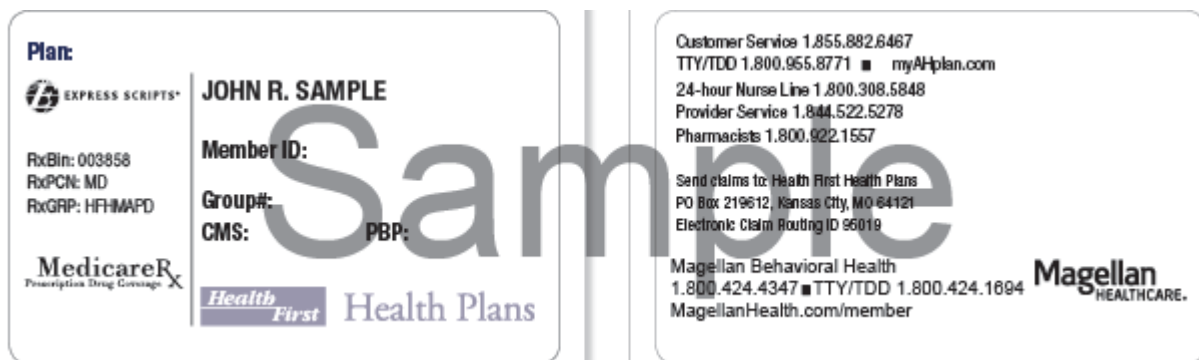 Plan:
EXPRESS SCRIPTS
RxBin: 003858
RxPCN: MD
RxGRP: HFHMAPD
MedicareRx
Prescription Drug Coverage
JOHN R. SAMPLE
Member ID:
Group#:
CMS: PBP:
Health First Health Plans
Customer Service 1.855.882.6467
TTY/TDD 1.800.955.8771 ■ myAHplan.com
24-hour Nurse Line 1.800.308.5848
Provider Service 1.844.522.5278
Pharmacists 1.800.922.1557
Send claims to: Health First Health Plans
PO Box 219612, Kansas City, MO 64121
Electronic Claim Routing ID 95019
Magellan Behavioral Health
1.800.424.4347 ■ TTY/TDD 1.800.424.1694
MagellanHealth.com/member
Magellan
HEALTHCARE.
Sample